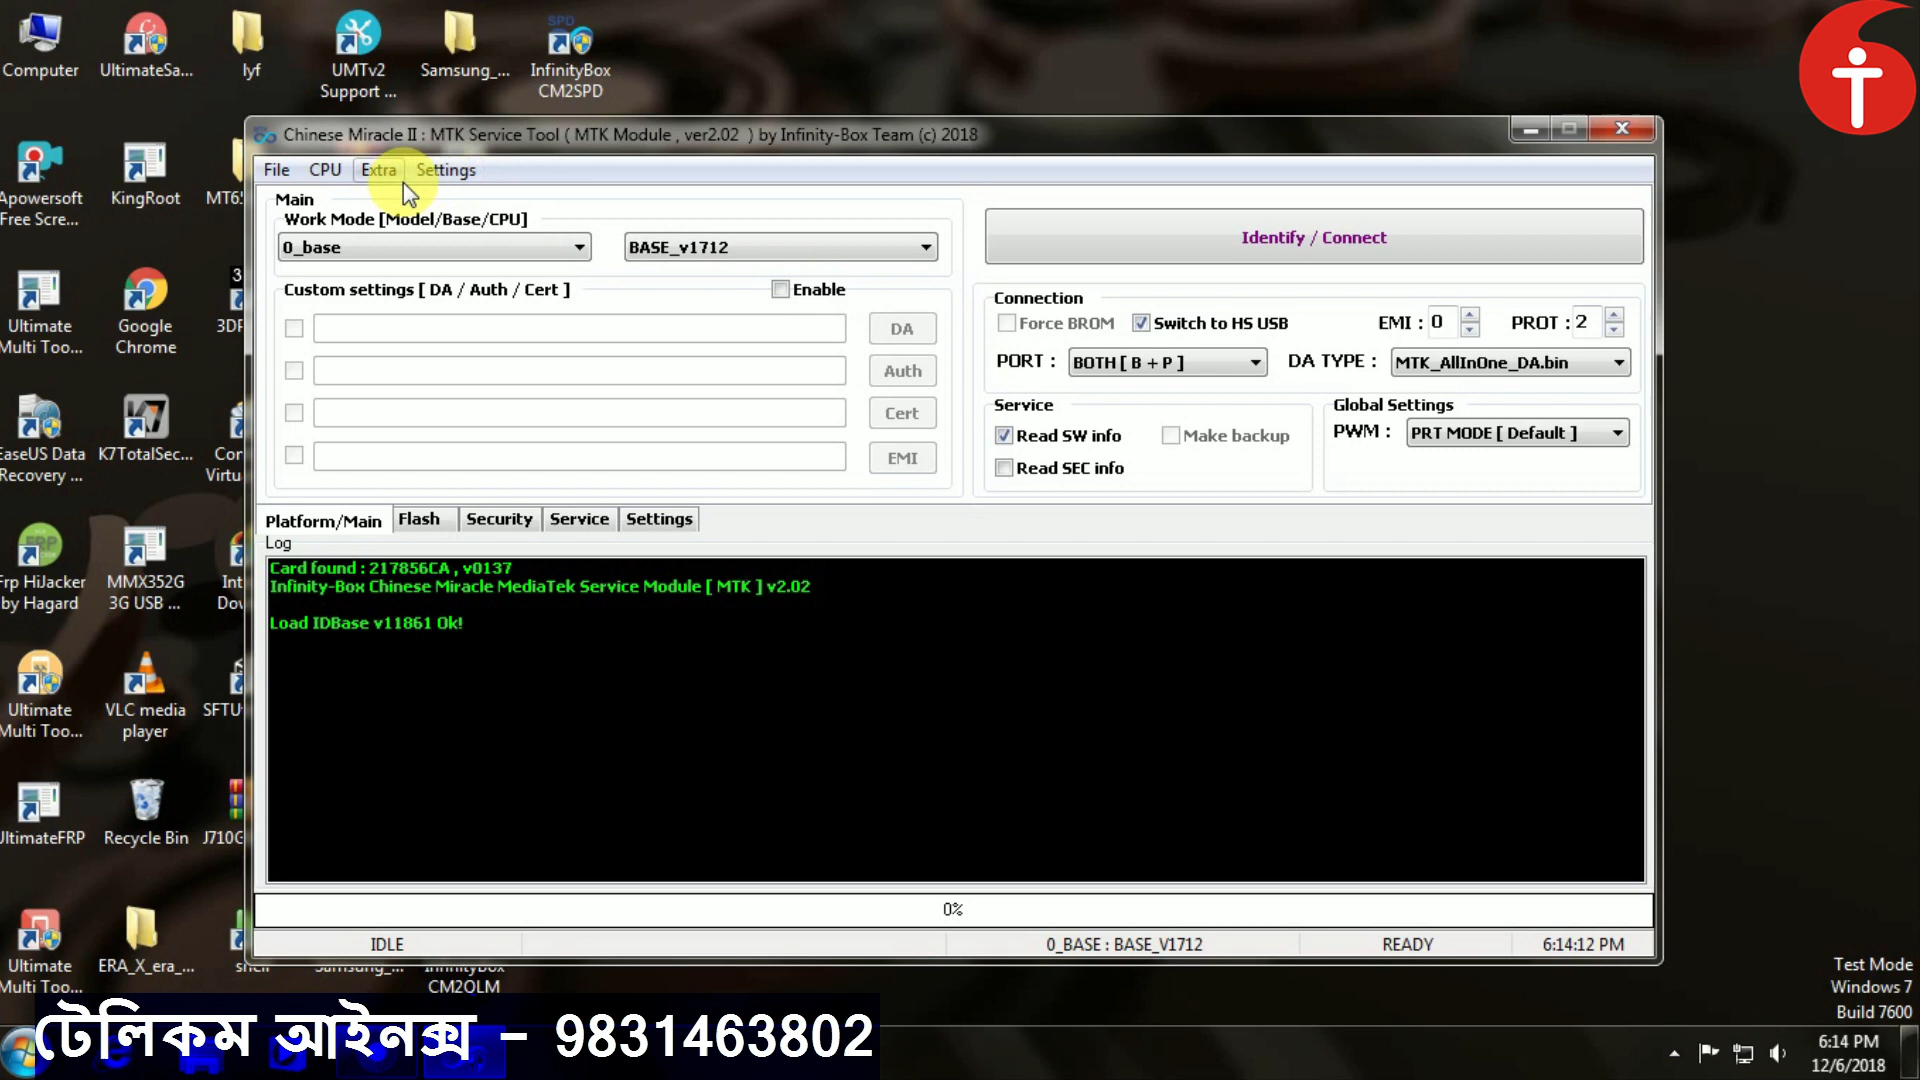 Computer
UltimateSa...
lyf
UMTv2
Support ...
Samsung_...
SPD
InfinityBox
CM2SPD
Apowersoft
Free Scre...
KingRoot
Ultimate
Multi Too...
Google
Chrome
EaseUS Data
Recovery ...
K7TotalSec...
Frp HiJacker
by Hagard
MMX352G
3G USB ...
Ultimate
Multi Too...
VLC media
player
UltimateFRP
Recycle Bin
Ultimate
Multi Too...
ERA_X_era_...
CM2QLM
Chinese Miracle II : MTK Service Tool ( MTK Module , ver2.02 ) by Infinity-Box Team (c) 2018
File CPU Extra Settings
Main
Work Mode [Model/Base/CPU]
0_base BASE_v1712
Custom settings [ DA / Auth / Cert ] Enable
DA
Auth
Cert
EMI
Identify / Connect
Connection
Force BROM Switch to HS USB EMI : 0 PROT : 2
PORT : BOTH [ B + P ] DA TYPE : MTK_AllInOne_DA.bin
Service
Read SW info Make backup
Read SEC info
Global Settings
PWM : PRT MODE [ Default ]
Platform/Main Flash Security Service Settings
Log
Card found : 217856CA , v0137
Infinity-Box Chinese Miracle MediaTek Service Module [ MTK ] v2.02
Load IDBase v11861 Ok!
0%
IDLE 0_BASE : BASE_V1712 READY 6:14:12 PM
Test Mode
Windows 7
Build 7600
টেলিকম আইনক্স - 9831463802
6:14 PM
12/6/2018